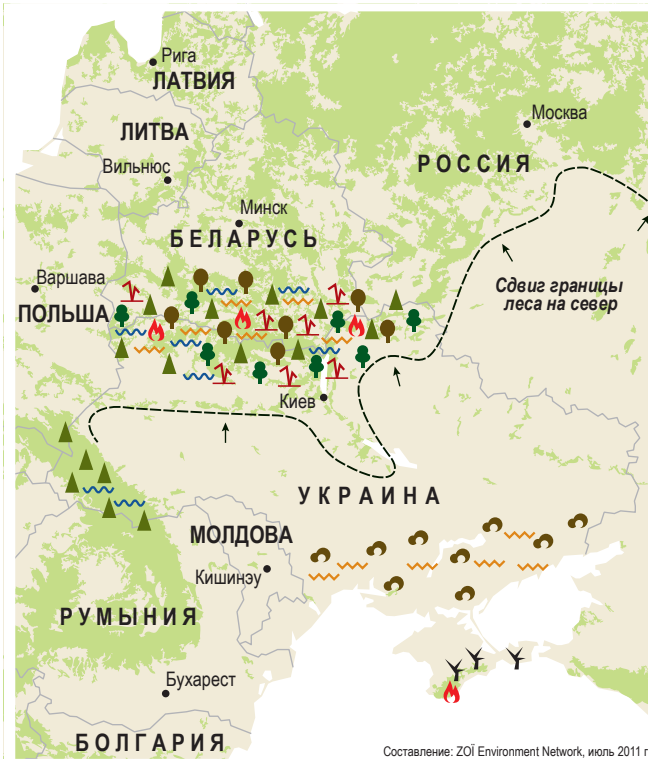 Рига
ЛАТВИЯ
Москва
ЛИТВА
Вильнюс
РОССИЯ
Минск
БЕЛАРУСЬ
Варшава
Сдвиг границы
леса на север
ПОЛЬША
Киев
УКРАИНА
МОЛДОВА
Кишинэу
РУМЫНИЯ
Бухарест
БОЛГАРИЯ
Составление: ZOÏ Environment Network, июль 2011 г